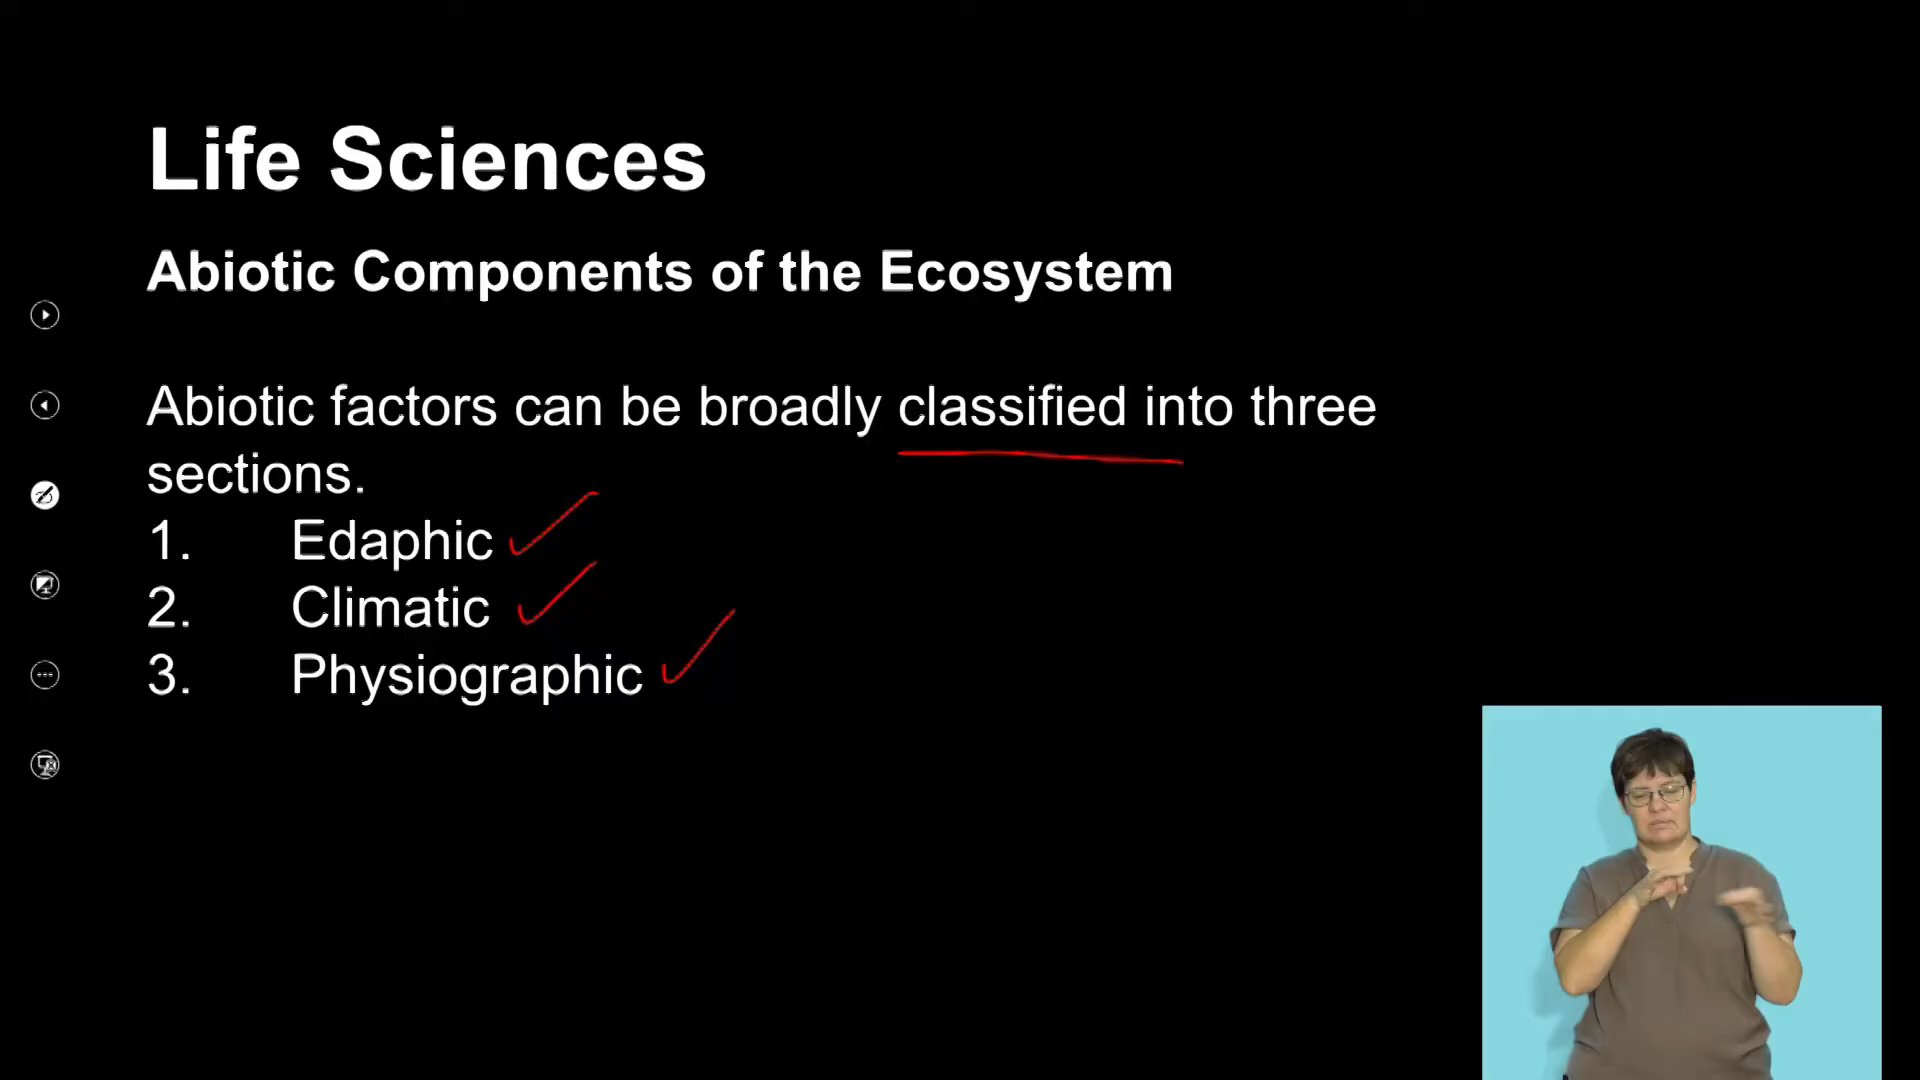 Life Sciences
Abiotic Components of the Ecosystem
Abiotic factors can be broadly classified into three
sections.
1. Edaphic
2. Climatic
3. Physiographic